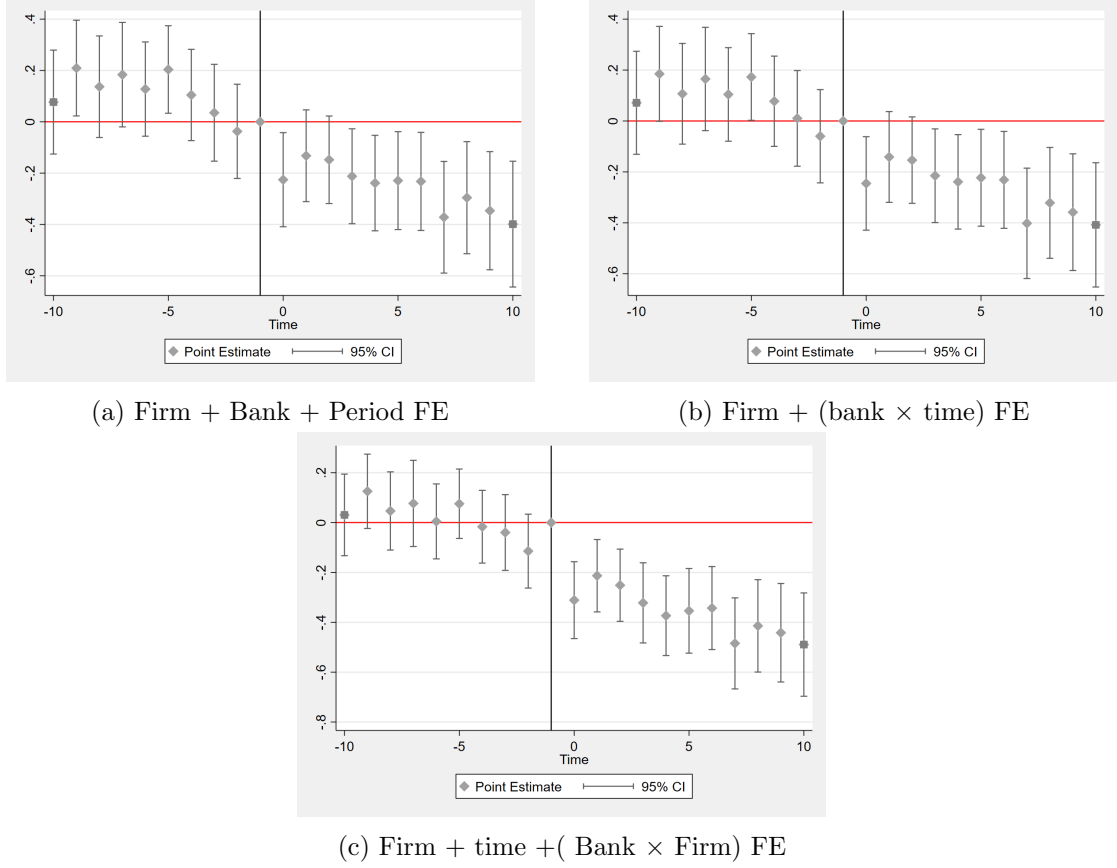 .4
.2
0
-.2
-.4
-.6
-10 -5 0 5 10
Time
Point Estimate 95% CI
(a) Firm + Bank + Period FE
.4
.2
0
-.2
-.4
-.6
-10 -5 0 5 10
Time
Point Estimate 95% CI
(b) Firm + (bank × time) FE
.2
0
-.2
-.4
-.6
-.8
-10 -5 0 5 10
Time
Point Estimate 95% CI
(c) Firm + time +( Bank × Firm) FE